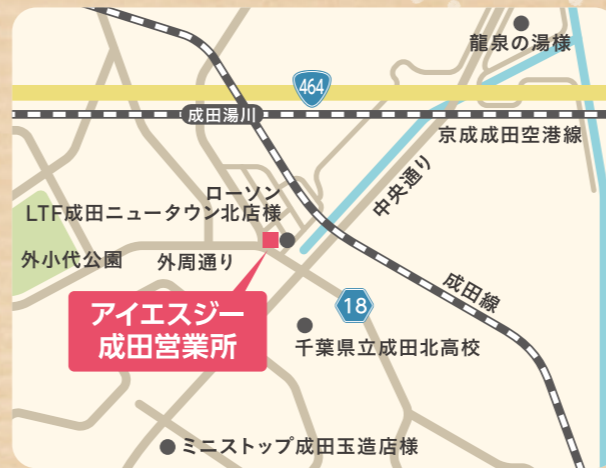 龍泉の湯様
464
成田湯川
京成成田空港線
中央通り
ローソン
LTF成田ニュータウン北店様
外小代公園
外周通り
成田線
アイエスジー
成田営業所
18
千葉県立成田北高校
ミニストップ成田玉造店様